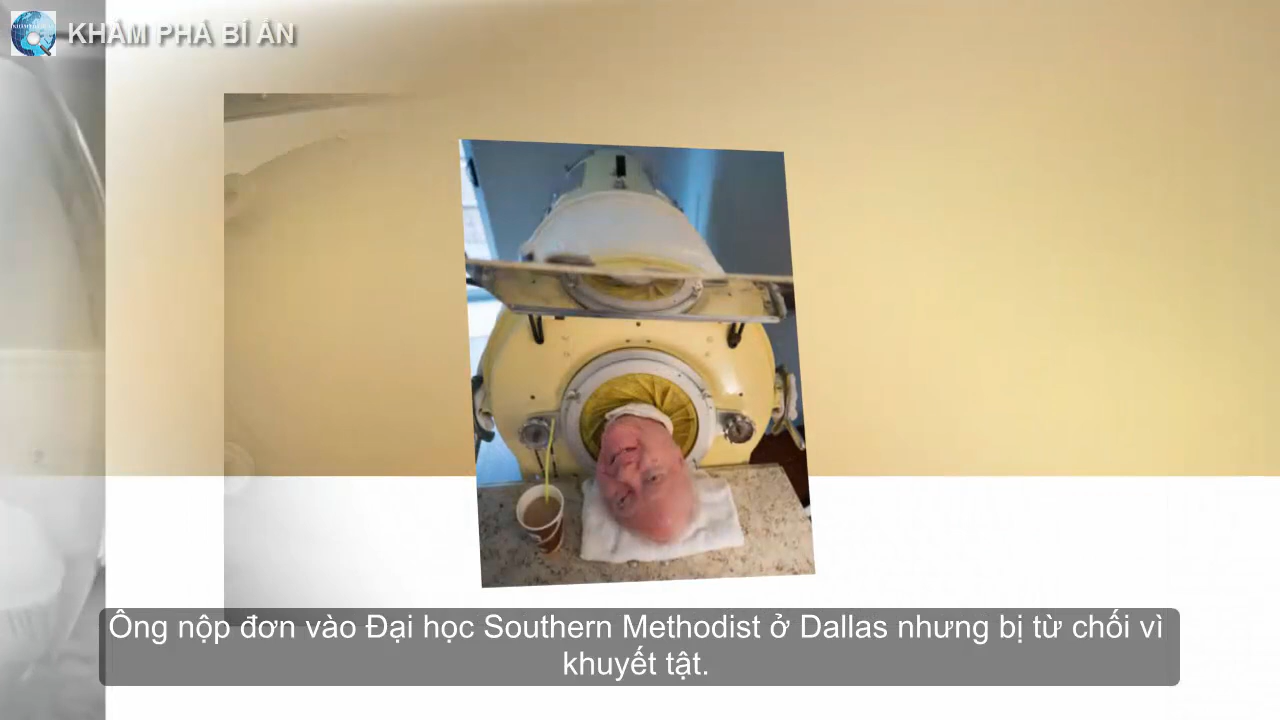 KHÁM PHÁ BÍ ẨN
Ông nộp đơn vào Đại học Southern Methodist ở Dallas nhưng bị từ chối vì
khuyết tật.